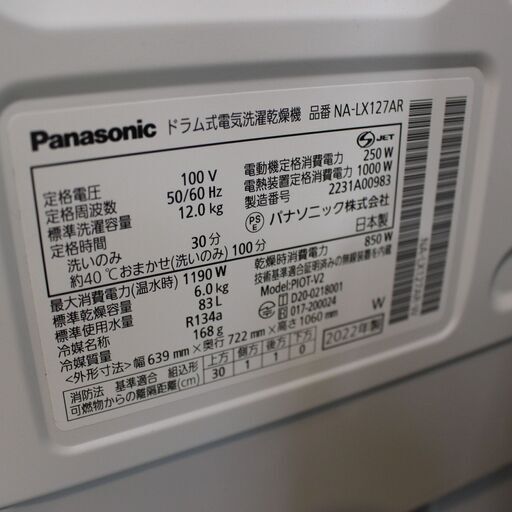 Panasonic ドラム式電気洗濯乾燥機 品番 NA-LX127AR
定格電圧 100 V
定格周波数 50/60 Hz
標準洗濯容量 12.0 kg
定格時間
洗いのみ 30分
約40℃おまかせ(洗いのみ) 100分
最大消費電力(温水時) 1190 W
標準乾燥容量 6.0 kg
標準使用水量 83 L
冷媒名称 R134a
冷媒質量 168 g
<外形寸法> 幅 639 mm × 奥行 722 mm × 高さ 1060 mm
S JET
電動機定格消費電力 250 W
電熱装置定格消費電力 1000 W
製造番号 2231A00983
PS E パナソニック株式会社
日本製
乾燥時消費電力 850 W
技術基準適合証明済みの無線装置を内蔵
Model:PIOT-V2
D20-0218001
017-200024
W
2022年製
消防法 基準適合 組込形 上方 側方 後方 下方
可燃物からの離隔距離(cm) 30 1 1 0
NA-LX127AR-W